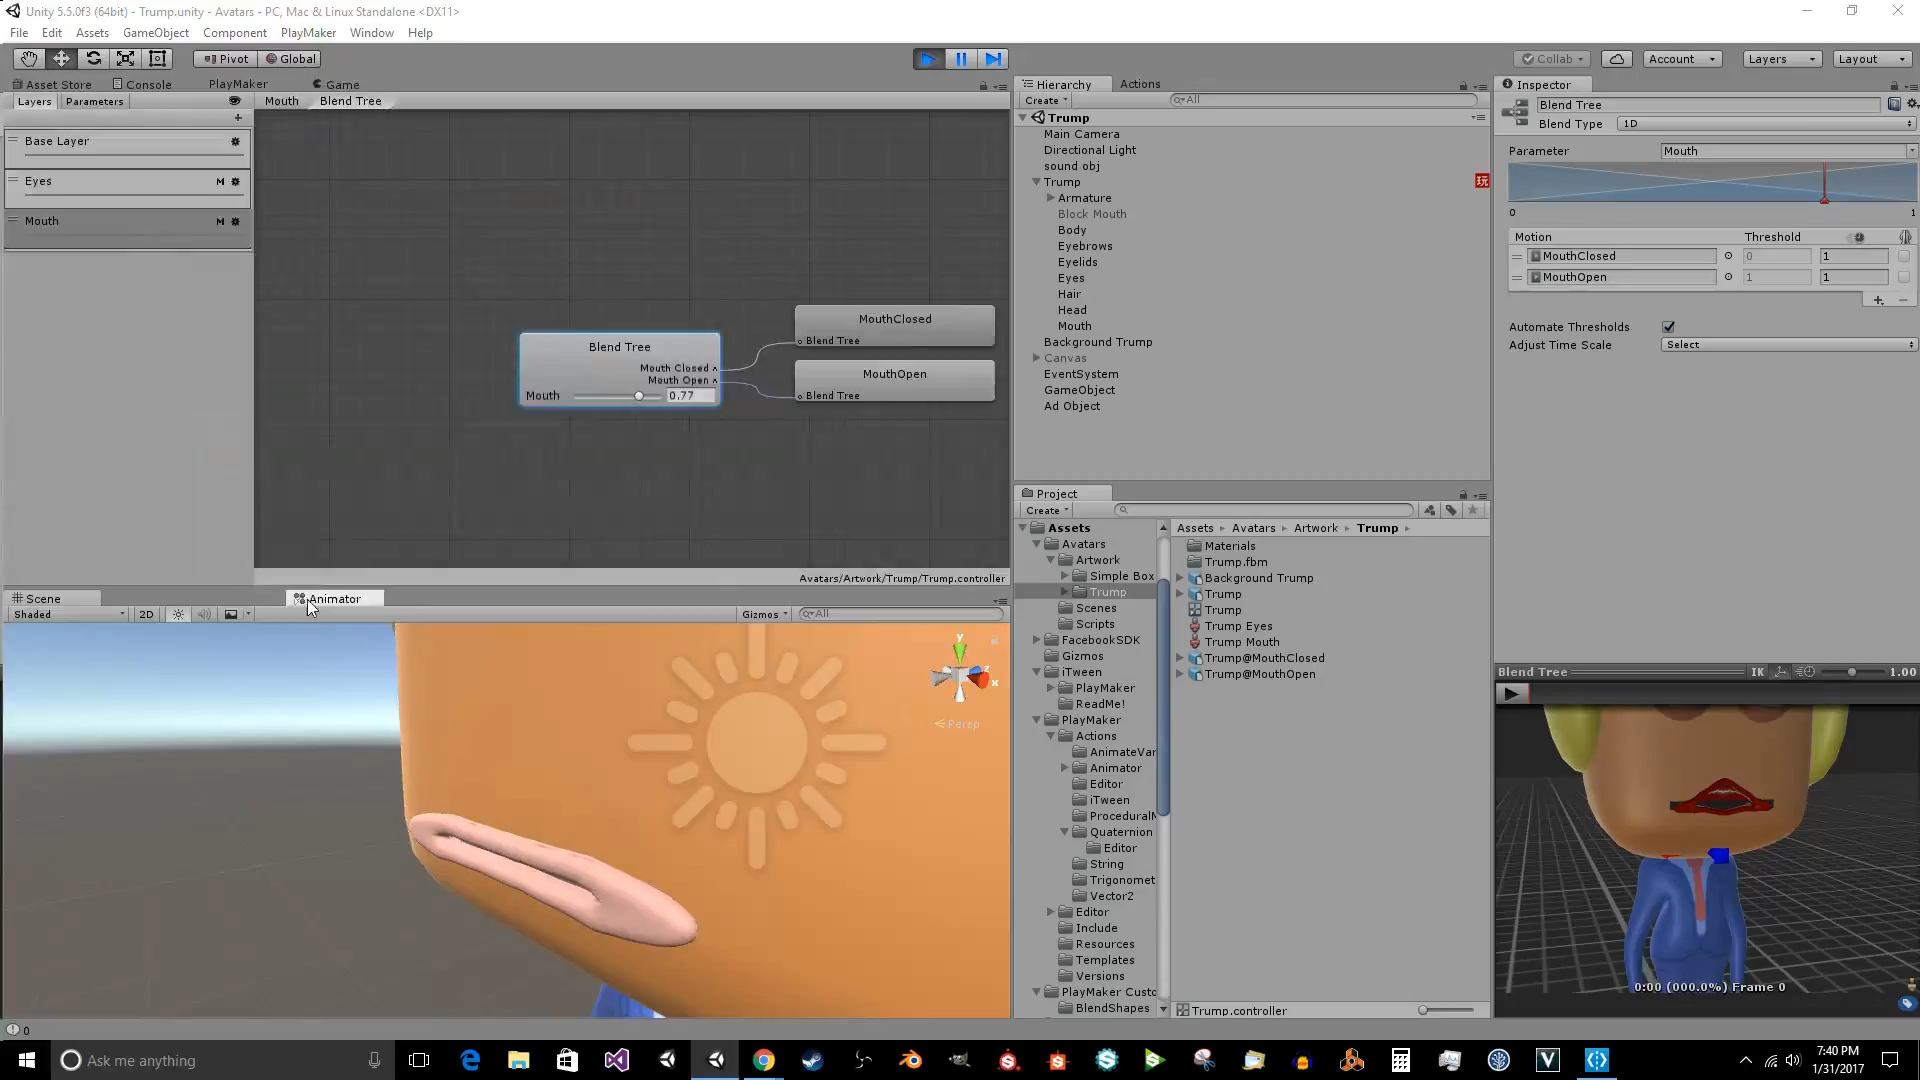 Unity 5.5.0f3 (64bit) - Trump.unity - Avatars - PC, Mac & Linux Standalone <DX11>
File Edit Assets GameObject Component PlayMaker Window Help
Pivot Global Collab Account Layers Layout
Asset Store Console PlayMaker Game
Layers Parameters Mouth Blend Tree
Base Layer
Eyes M
Mouth M
Blend Tree
Mouth Closed
Mouth Open
Mouth 0.77
MouthClosed
Blend Tree
MouthOpen
Blend Tree
Avatars/Artwork/Trump/Trump.controller
Scene Animator
Shaded 2D Gizmos All
y
z
x
Persp
Hierarchy Actions
Create All
Trump
Main Camera
Directional Light
sound obj
Trump 玩
Armature
Block Mouth
Body
Eyebrows
Eyelids
Eyes
Hair
Head
Mouth
Background Trump
Canvas
EventSystem
GameObject
Ad Object
Project
Create
Assets
Avatars
Artwork
Simple Box
Trump
Scenes
Scripts
FacebookSDK
Gizmos
iTween
PlayMaker
ReadMe!
PlayMaker
Actions
AnimateVar
Animator
Editor
iTween
ProceduralM
Quaternion
Editor
String
Trigonomet
Vector2
Editor
Include
Resources
Templates
Versions
PlayMaker Custo
BlendShapes
Assets Avatars Artwork Trump
Materials
Trump.fbm
Background Trump
Trump
Trump
Trump Eyes
Trump Mouth
Trump@MouthClosed
Trump@MouthOpen
Trump.controller
Inspector
Blend Tree
Blend Type 1D
Parameter Mouth
0 1
Motion Threshold
MouthClosed 0 1
MouthOpen 1 1
Automate Thresholds
Adjust Time Scale Select
Blend Tree IK 1.00
0:00 (000.0%) Frame 0
0
Ask me anything
7:40 PM
1/31/2017